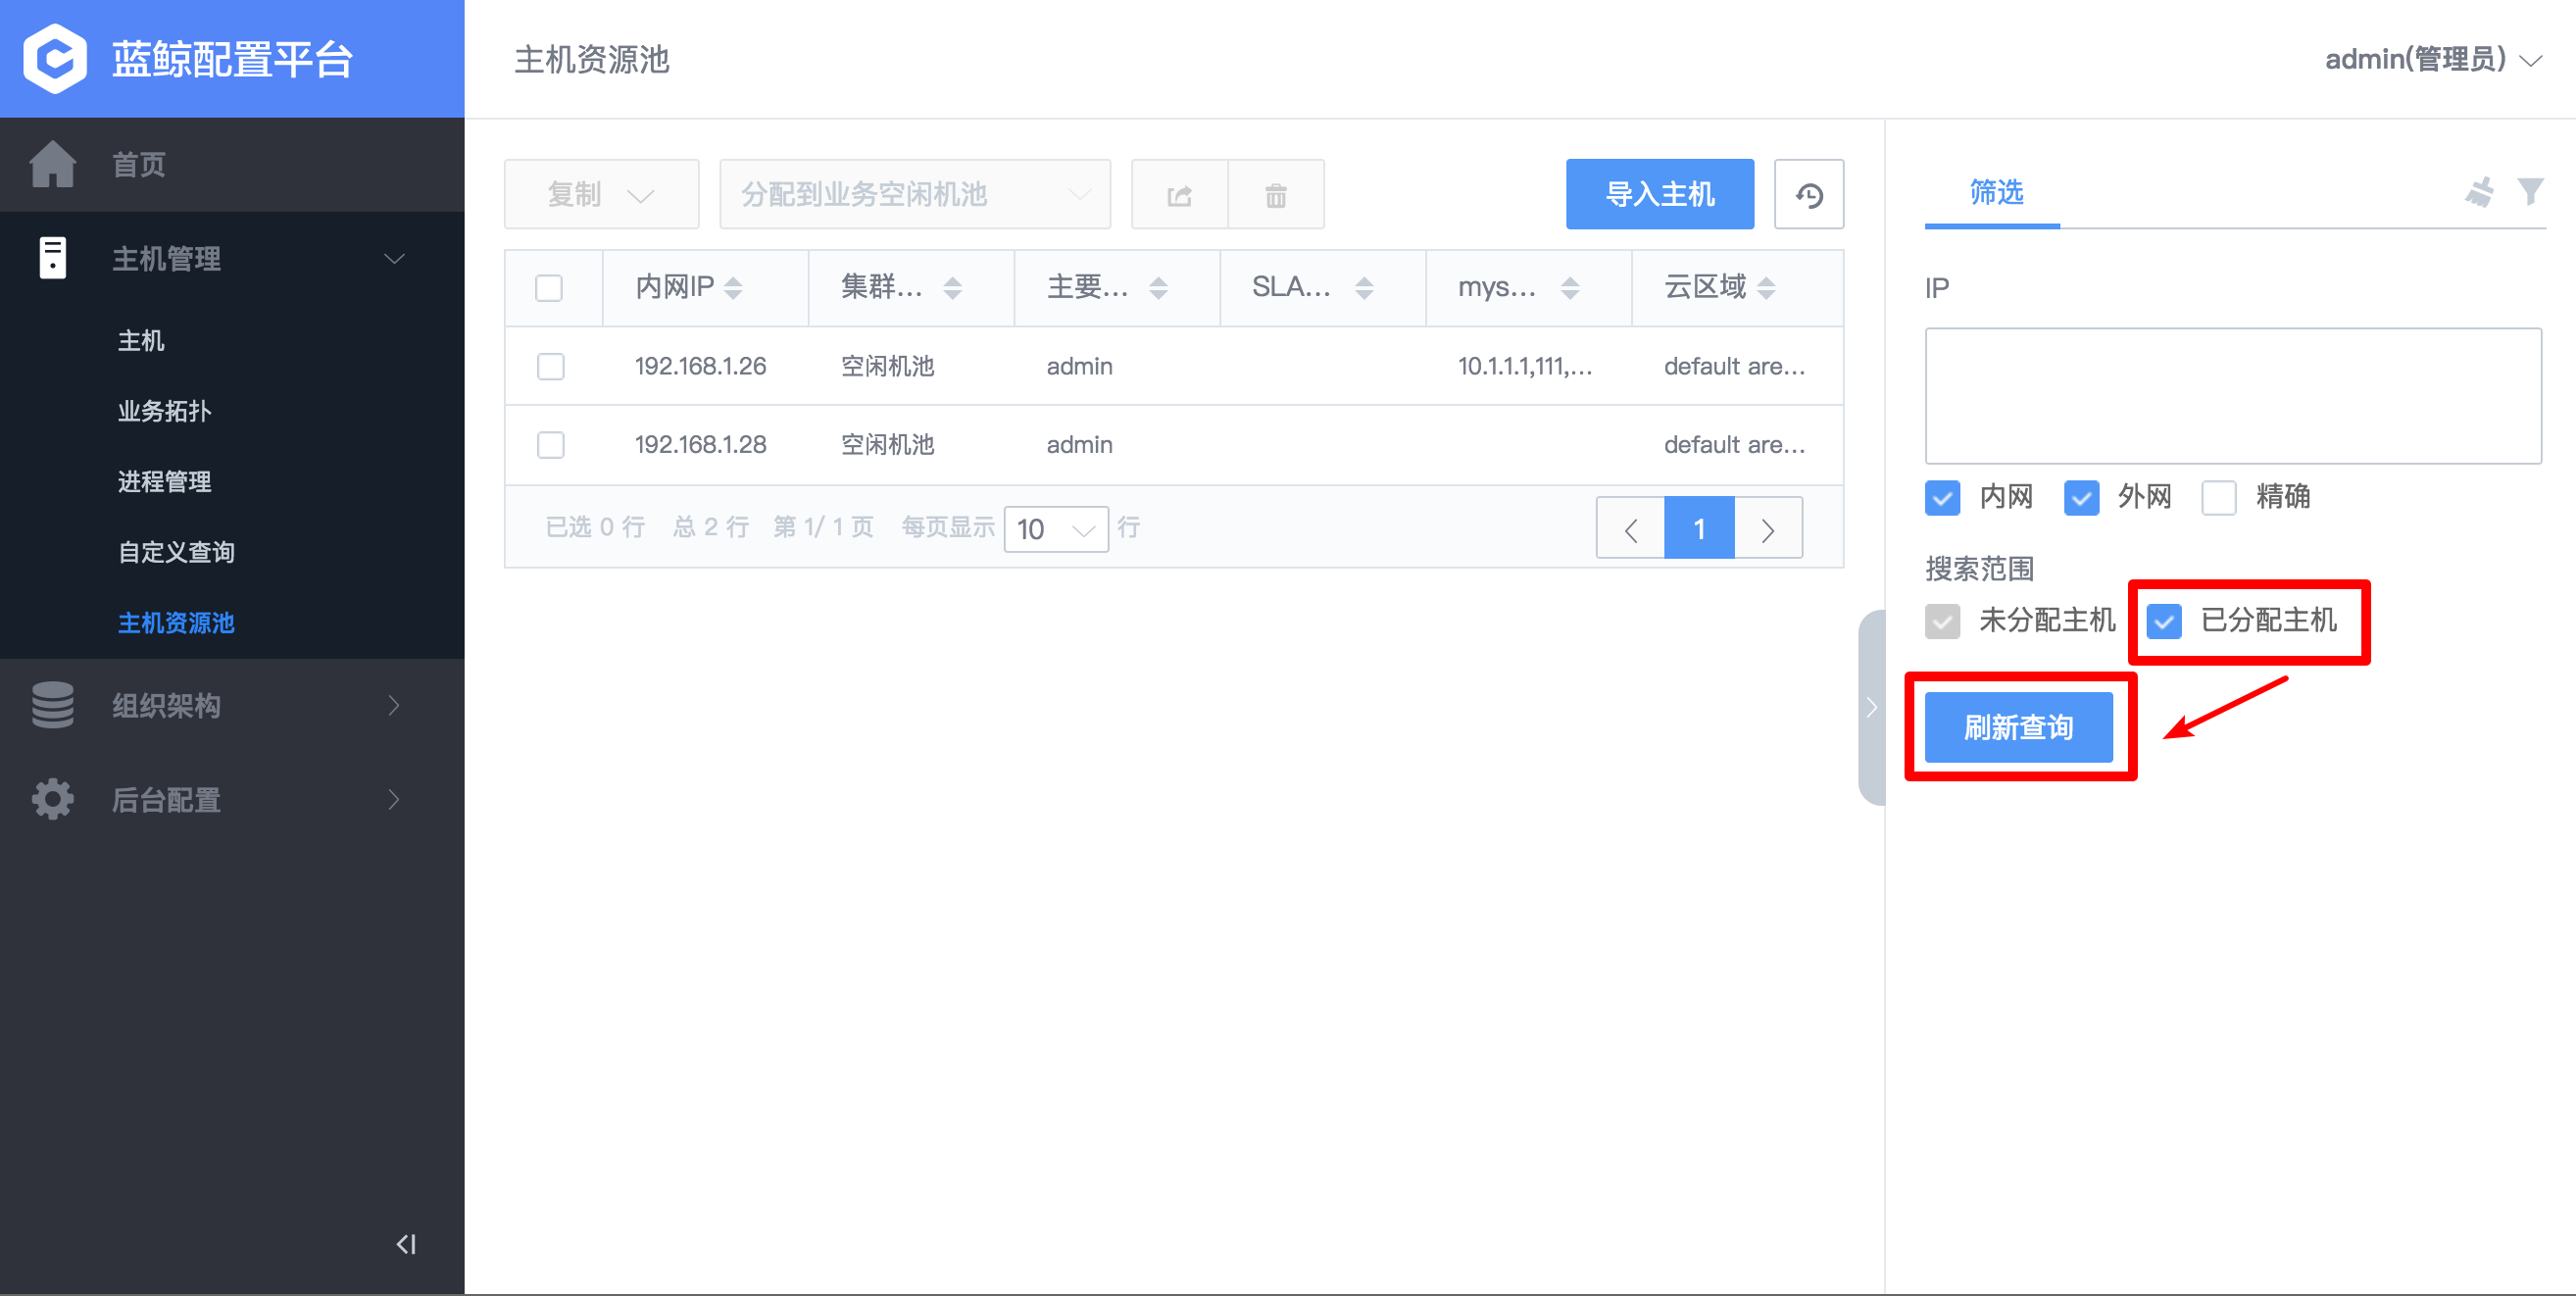 蓝鲸配置平台
首页
主机管理
主机
业务拓扑
进程管理
自定义查询
主机资源池
组织架构
后台配置
主机资源池
admin(管理员)
复制
分配到业务空闲机池
导入主机
内网IP 集群... 主要... SLA... mys... 云区域
192.168.1.26 空闲机池 admin 10.1.1.1,111,... default are...
192.168.1.28 空闲机池 admin default are...
已选 0 行 总 2 行 第 1/ 1 页 每页显示 10 行
1
筛选
IP
内网 外网 精确
搜索范围
未分配主机 已分配主机
刷新查询